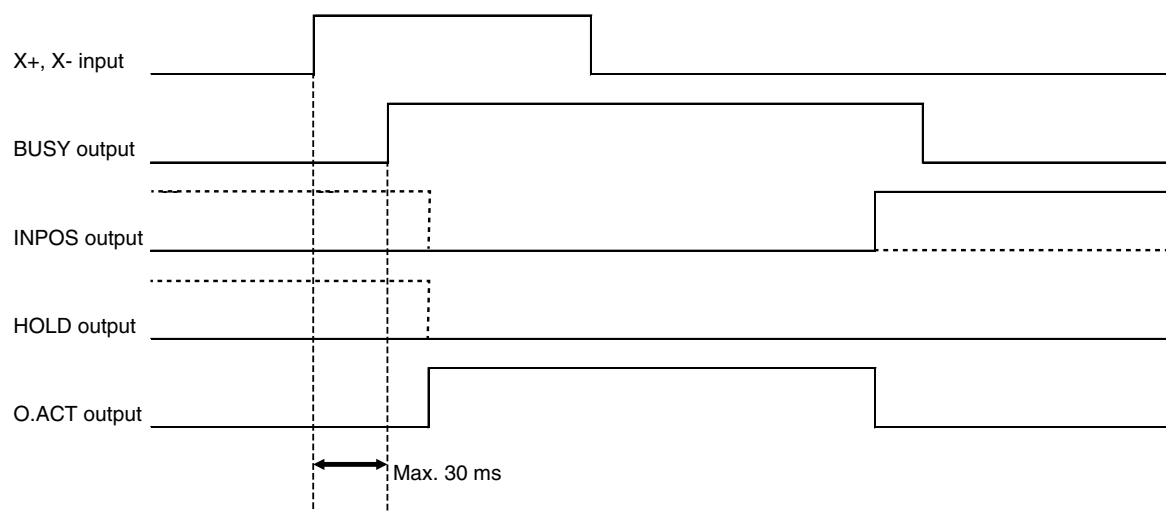 X+, X- input
BUSY output
INPOS output
HOLD output
O.ACT output
Max. 30 ms